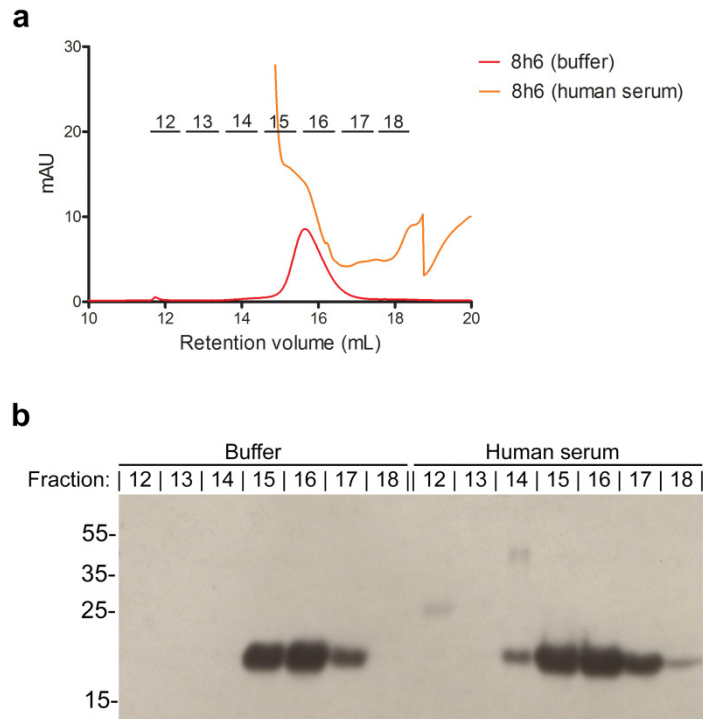 a
30
20
10
0
mAU
12 13 14 15 16 17 18
8h6 (buffer)
8h6 (human serum)
10 12 14 16 18 20
Retention volume (mL)
b
Buffer Human serum
Fraction: | 12 | 13 | 14 | 15 | 16 | 17 | 18 || 12 | 13 | 14 | 15 | 16 | 17 | 18 |
55-
35-
25-
15-